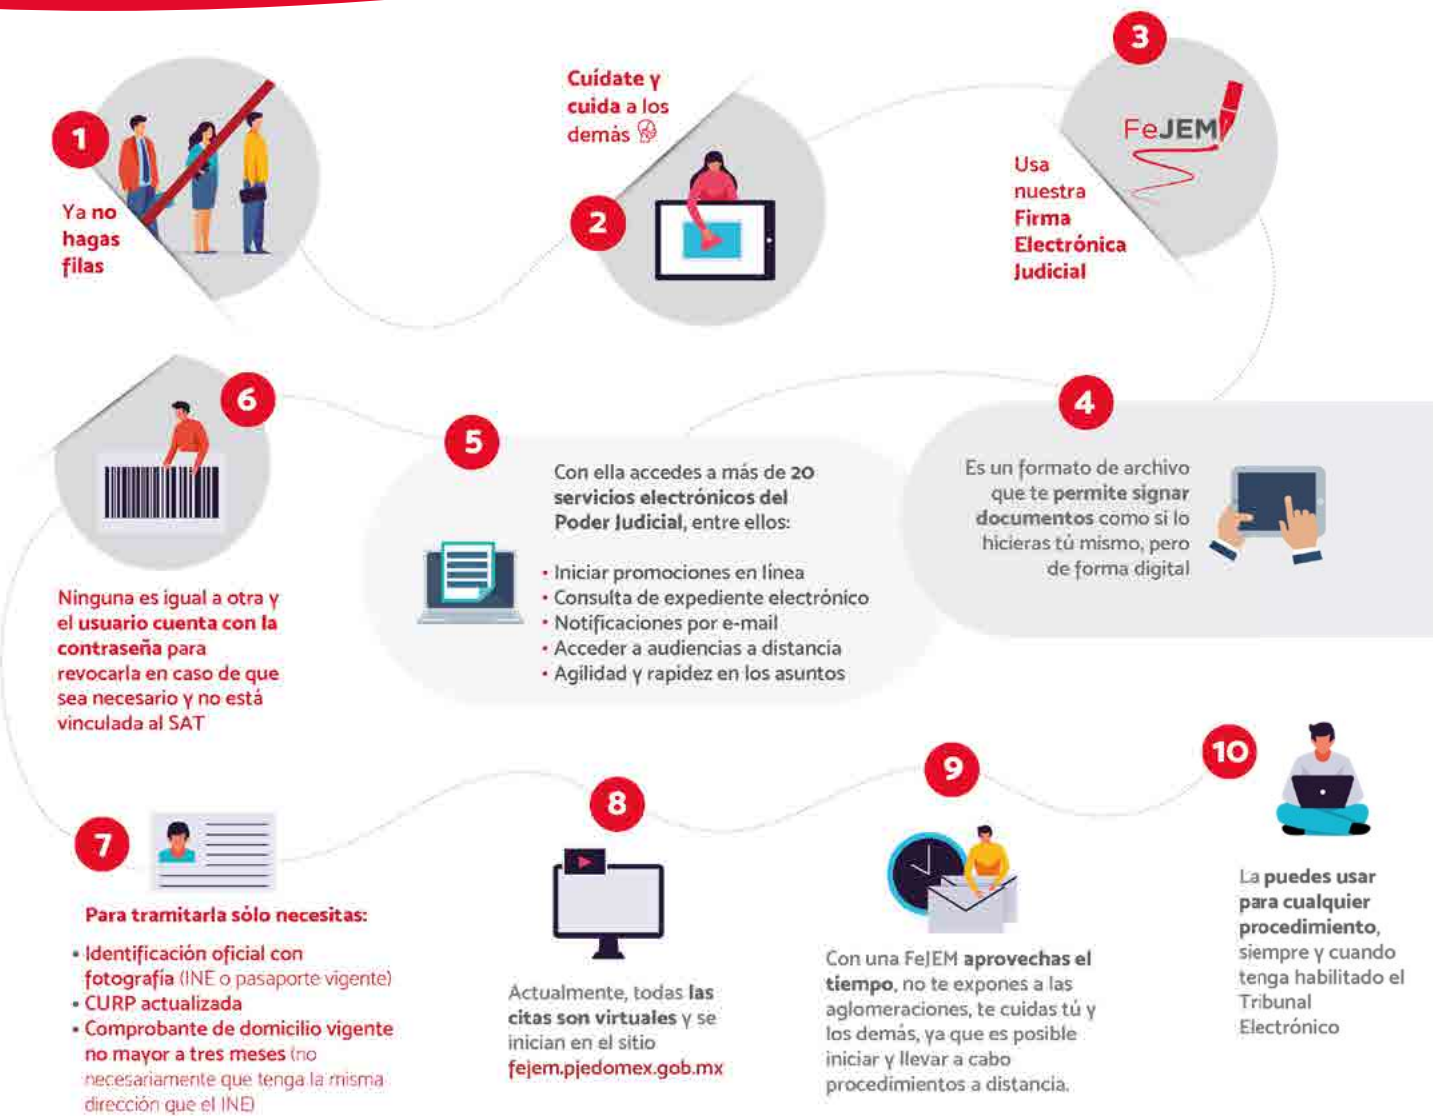 1
Ya no
hagas
filas
Cuídate y
cuida a los
demás
2
3
FeJEM
Usa
nuestra
Firma
Electrónica
Judicial
4
Es un formato de archivo
que te permite signar
documentos como si lo
hicieras tú mismo, pero
de forma digital
5
Con ella accedes a más de 20
servicios electrónicos del
Poder Judicial, entre ellos:
• Iniciar promociones en línea
• Consulta de expediente electrónico
• Notificaciones por e-mail
• Acceder a audiencias a distancia
• Agilidad y rapidez en los asuntos
6
Ninguna es igual a otra y
el usuario cuenta con la
contraseña para
revocarla en caso de que
sea necesario y no está
vinculada al SAT
7
Para tramitarla sólo necesitas:
• Identificación oficial con
fotografía (INE o pasaporte vigente)
• CURP actualizada
• Comprobante de domicilio vigente
no mayor a tres meses (no
necesariamente que tenga la misma
dirección que el INE)
8
Actualmente, todas las
citas son virtuales y se
inician en el sitio
fejem.pjedomex.gob.mx
9
Con una FeJEM aprovechas el
tiempo, no te expones a las
aglomeraciones, te cuidas tú y
los demás, ya que es posible
iniciar y llevar a cabo
procedimientos a distancia.
10
La puedes usar
para cualquier
procedimiento,
siempre y cuando
tenga habilitado el
Tribunal
Electrónico